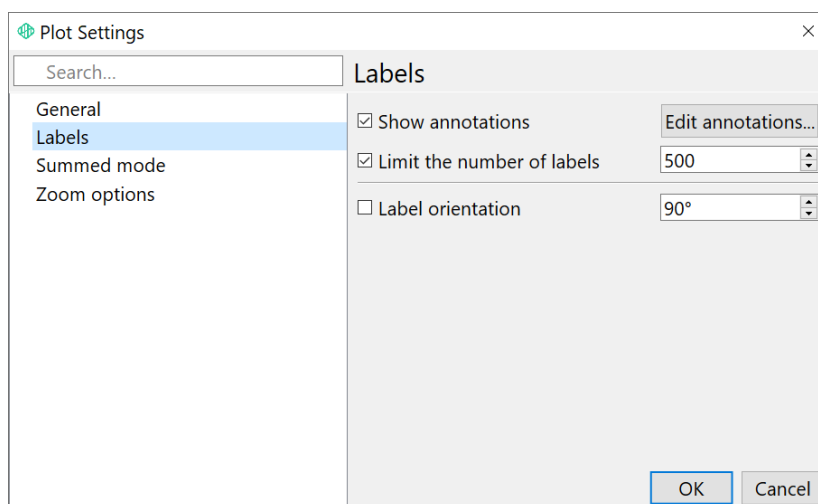 Plot Settings
Search...
Labels
General
Labels
Summed mode
Zoom options
Show annotations
Edit annotations...
Limit the number of labels
500
Label orientation
90°
OK
Cancel